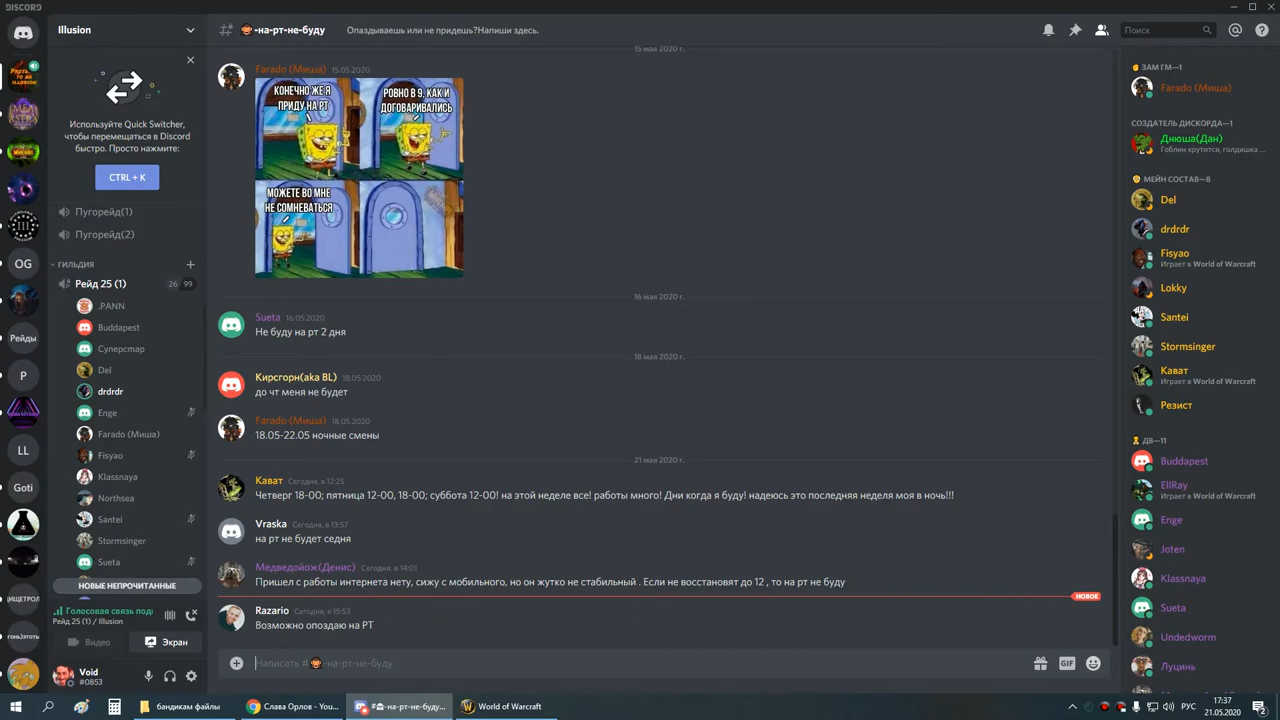 DISCORD
Illusion
Используйте Quick Switcher,
чтобы перемещаться в Discord
быстро. Просто нажмите:
CTRL + K
Пугорейд(1)
Пугорейд(2)
ГИЛЬДИЯ
Рейд 25 (1)
26 99
.PANN
Buddapest
Суперстар
Del
drdrdr
Enge
Farado (Миша)
Fisyao
Klassnaya
Northsea
Santei
Stormsinger
Sueta
НОВЫЕ НЕПРОЧИТАННЫЕ
Голосовая связь подк
Рейд 25 (1) / Illusion
Видео
Экран
Void
#0853
OG
Рейды
P
LL
Goti
-на-рт-не-буду
Опаздываешь или не придешь?Напиши здесь.
Поиск
15 мая 2020 г.
Farado (Миша) 15.05.2020
КОНЕЧНО ЖЕ Я
ПРИДУ НА РТ
РОВНО В 9, КАК И
ДОГОВАРИВАЛИСЬ
МОЖЕТЕ ВО МНЕ
НЕ СОМНЕВАТЬСЯ
16 мая 2020 г.
Sueta 16.05.2020
Не буду на рт 2 дня
18 мая 2020 г.
Кирсгорн(aka BL) 18.05.2020
до чт меня не будет
Farado (Миша) 18.05.2020
18.05-22.05 ночные смены
21 мая 2020 г.
Кават Сегодня, в 12:25
Четверг 18-00; пятница 12-00, 18-00; суббота 12-00! на этой неделе все! работы много! Дни когда я буду! надеюсь это последняя неделя моя в ночь!!!
Vraska Сегодня, в 13:57
на рт не будет седня
Медведойож(Денис) Сегодня, в 14:01
Пришел с работы интернета нету, сижу с мобильного, но он жутко не стабильный . Если не восстановят до 12 , то на рт не буду
НОВОЕ
Razario Сегодня, в 15:53
Возможно опоздаю на РТ
Написать #-на-рт-не-буду
GIF
ЗАМ ГМ—1
Farado (Миша)
СОЗДАТЕЛЬ ДИСКОРДА—1
Днюша(Дан)
Гоблин крутится, голдишка ...
МЕЙН СОСТАВ—8
Del
drdrdr
Fisyao
Играет в World of Warcraft
Lokky
Santei
Stormsinger
Кават
Играет в World of Warcraft
Резист
ДВ—11
Buddapest
EllRay
Играет в World of Warcraft
Enge
Joten
Klassnaya
Sueta
Undedworm
Луцинь
бандикам файлы
Слава Орлов - You...
#-на-рт-не-буду...
World of Warcraft
РУС
17:37
21.05.2020